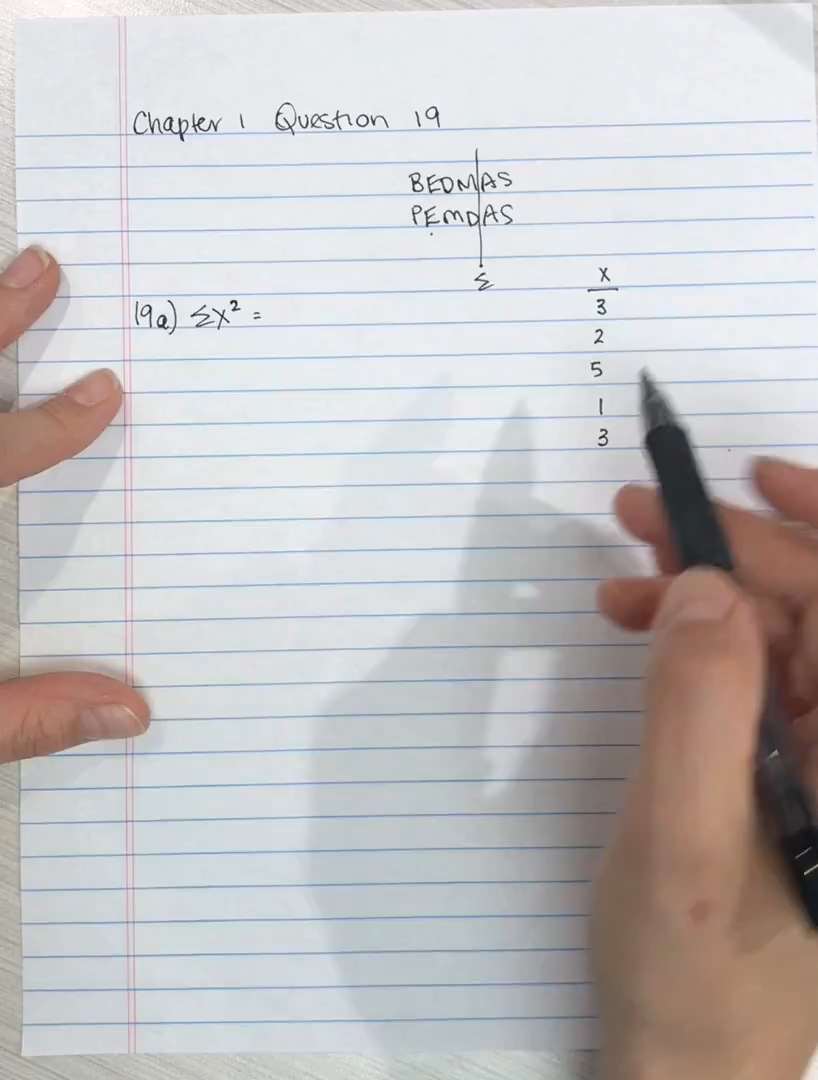 Chapter 1 Question 19
BEDMAS
PEMDAS
Σ
19a) ΣX² =
X
3
2
5
1
3